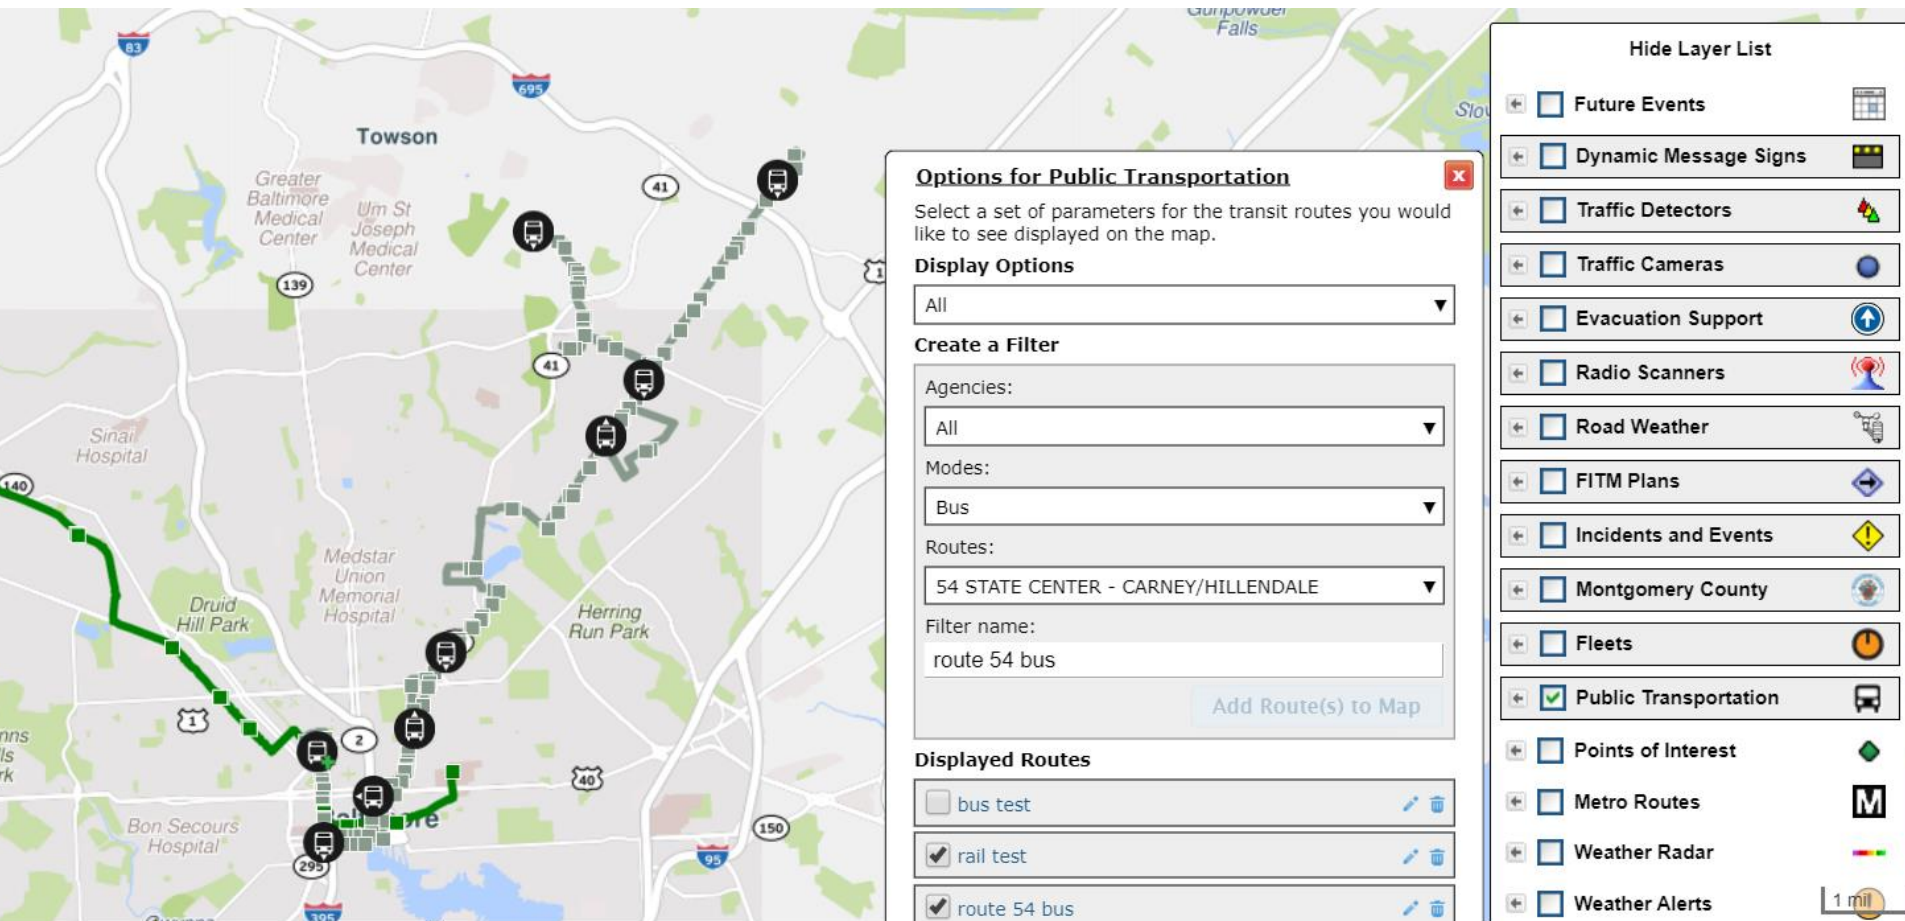 Gunpowder
Falls
83
695
Towson
41
Greater
Baltimore
Medical
Center
Um St
Joseph
Medical
Center
139
1
41
Sinai
Hospital
140
Medstar
Union
Memorial
Hospital
Druid
Hill Park
Herring
Run Park
1
2
40
Bon Secours
Hospital
150
295
95
395
Options for Public Transportation
x
Select a set of parameters for the transit routes you would
like to see displayed on the map.
Display Options
All
Create a Filter
Agencies:
All
Modes:
Bus
Routes:
54 STATE CENTER - CARNEY/HILLENDALE
Filter name:
route 54 bus
Add Route(s) to Map
Displayed Routes
bus test
rail test
route 54 bus
Hide Layer List
Future Events
Dynamic Message Signs
Traffic Detectors
Traffic Cameras
Evacuation Support
Radio Scanners
Road Weather
FITM Plans
Incidents and Events
Montgomery County
Fleets
Public Transportation
Points of Interest
Metro Routes
M
Weather Radar
Weather Alerts
1 mil